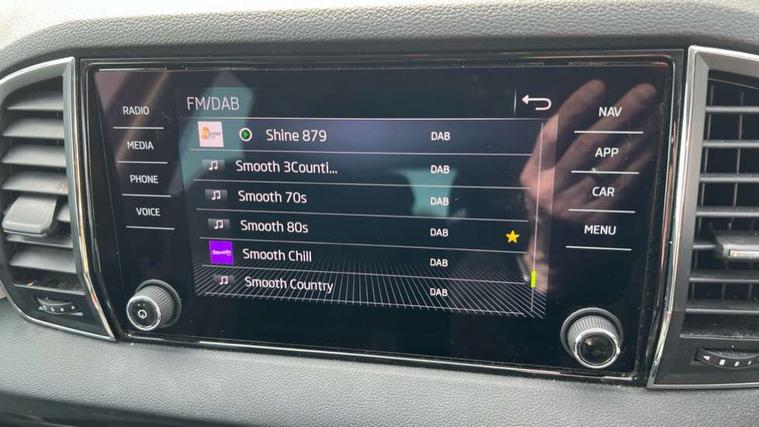 FM/DAB
RADIO
MEDIA
PHONE
VOICE
Shine 879 DAB
Smooth 3Counti... DAB
Smooth 70s DAB
Smooth 80s DAB
Smooth Chill DAB
Smooth Country DAB
NAV
APP
CAR
MENU